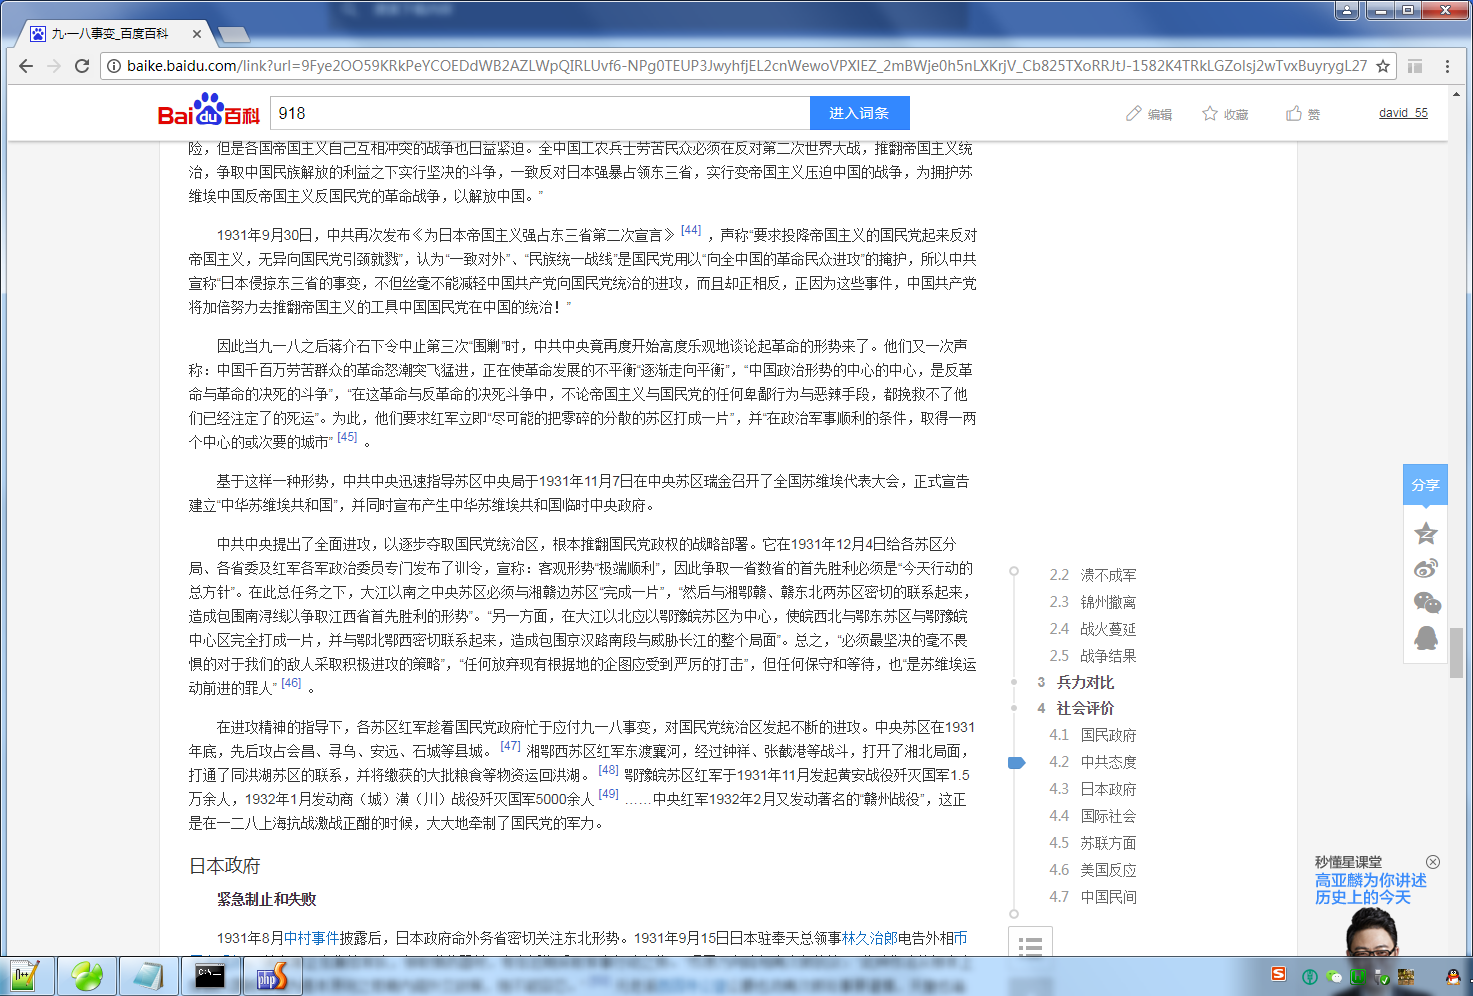 九·一八事变_百度百科
baike.baidu.com/link?url=9Fye2OO59KRkPeYCOEDdWB2AZLWpQIRLUvf6-NPg0TEUP3JwyhfjEL2cnWewoVPXlEZ_2mBWje0h5nLXKrjV_Cb825TXoRRJtJ-1582K4TRkLGZolsj2wTvxBuyrygL27
Bai du 百科
918
进入词条
编辑
收藏
赞
david_55
险，但是各国帝国主义自己互相冲突的战争也日益紧迫。全中国工农兵士劳苦民众必须在反对第二次世界大战，推翻帝国主义统
治，争取中国民族解放的利益之下实行坚决的斗争，一致反对日本强暴占领东三省，实行变帝国主义压迫中国的战争，为拥护苏
维埃中国反帝国主义反国民党的革命战争，以解放中国。”
1931年9月30日，中共再次发布《为日本帝国主义强占东三省第二次宣言》 [44] ，声称“要求投降帝国主义的国民党起来反对
帝国主义，无异向国民党引颈就戮”，认为“一致对外”、“民族统一战线”是国民党用以“向全中国的革命民众进攻”的掩护，所以中共
宣称“日本侵掠东三省的事变，不但丝毫不能减轻中国共产党向国民党统治的进攻，而且却正相反，正因为这些事件，中国共产党
将加倍努力去推翻帝国主义的工具中国国民党在中国的统治！”
因此当九一八之后蒋介石下令中止第三次“围剿”时，中共中央竟再度开始高度乐观地谈论起革命的形势来了。他们又一次声
称：中国千百万劳苦群众的革命怒潮突飞猛进，正在使革命发展的不平衡“逐渐走向平衡”，“中国政治形势的中心的中心，是反革
命与革命的决死的斗争”，“在这革命与反革命的决死斗争中，不论帝国主义与国民党的任何卑鄙行为与恶辣手段，都挽救不了他
们已经注定了的死运”。为此，他们要求红军立即“尽可能的把零碎的分散的苏区打成一片”，并“在政治军事顺利的条件，取得一两
个中心的或次要的城市” [45] 。
基于这样一种形势，中共中央迅速指导苏区中央局于1931年11月7日在中央苏区瑞金召开了全国苏维埃代表大会，正式宣告
建立“中华苏维埃共和国”，并同时宣布产生中华苏维埃共和国临时中央政府。
中共中央提出了全面进攻，以逐步夺取国民党统治区，根本推翻国民党政权的战略部署。它在1931年12月4日给各苏区分
局、各省委及红军各军政治委员专门发布了训令，宣称：客观形势“极端顺利”，因此争取一省数省的首先胜利必须是“今天行动的
总方针”。在此总任务之下，大江以南之中央苏区必须与湘赣边苏区“完成一片”，“然后与湘鄂赣、赣东北两苏区密切的联系起来，
造成包围南浔线以争取江西省首先胜利的形势”。“另一方面，在大江以北应以鄂豫皖苏区为中心，使皖西北与鄂东苏区与鄂豫皖
中心区完全打成一片，并与鄂北鄂西密切联系起来，造成包围京汉路南段与威胁长江的整个局面”。总之，“必须最坚决的毫不畏
惧的对于我们的敌人采取积极进攻的策略”，“任何放弃现有根据地的企图应受到严厉的打击”，但任何保守和等待，也“是苏维埃运
动前进的罪人” [46] 。
在进攻精神的指导下，各苏区红军趁着国民党政府忙于应付九一八事变，对国民党统治区发起不断的进攻。中央苏区在1931
年底，先后攻占会昌、寻乌、安远、石城等县城。 [47] 湘鄂西苏区红军东渡襄河，经过钟祥、张截港等战斗，打开了湘北局面，
打通了同洪湖苏区的联系，并将缴获的大批粮食等物资运回洪湖。 [48] 鄂豫皖苏区红军于1931年11月发起黄安战役歼灭国军1.5
万余人，1932年1月发动商（城）潢（川）战役歼灭国军5000余人 [49] ……中央红军1932年2月又发动著名的“赣州战役”，这正
是在一二八上海抗战激战正酣的时候，大大地牵制了国民党的军力。
日本政府
紧急制止和失败
1931年8月中村事件披露后，日本政府命外务省密切关注东北形势。1931年9月15日日本驻奉天总领事林久治郎电告外相币
2.2 溃不成军
2.3 锦州撤离
2.4 战火蔓延
2.5 战争结果
3 兵力对比
4 社会评价
4.1 国民政府
4.2 中共态度
4.3 日本政府
4.4 国际社会
4.5 苏联方面
4.6 美国反应
4.7 中国民间
分享
秒懂星课堂
高亚麟为你讲述
历史上的今天